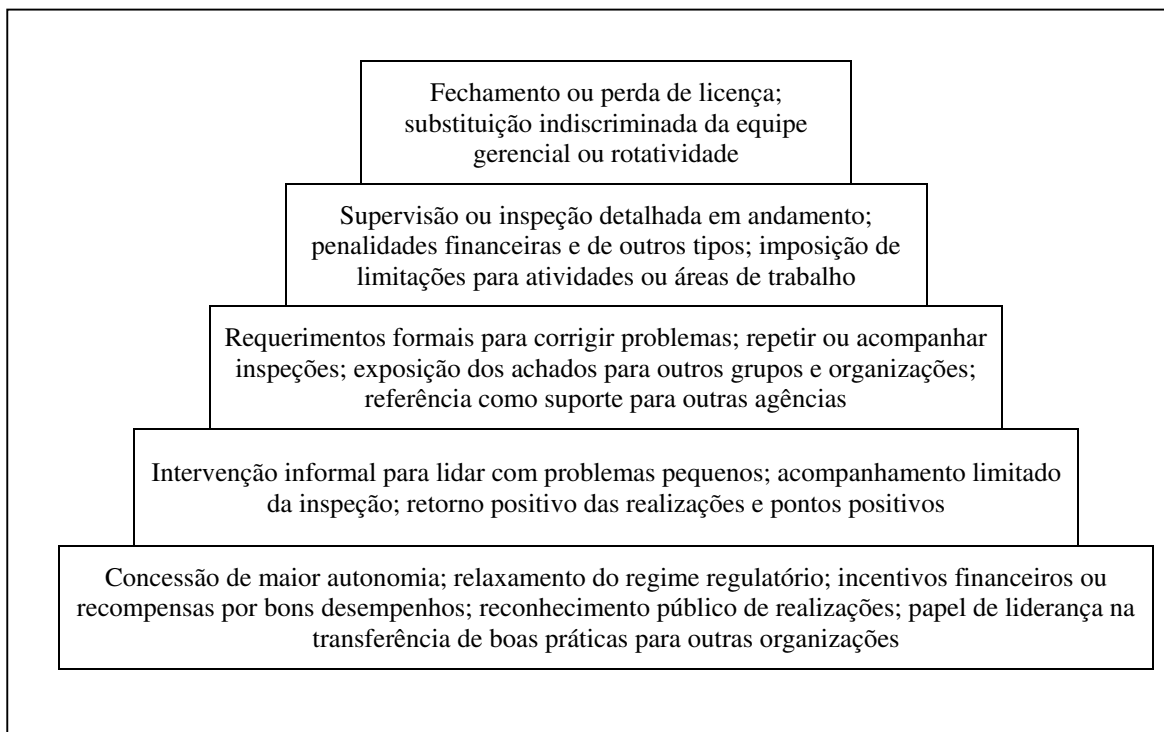 Fechamento ou perda de licença;
substituição indiscriminada da equipe
gerencial ou rotatividade
Supervisão ou inspeção detalhada em andamento;
penalidades financeiras e de outros tipos; imposição de
limitações para atividades ou áreas de trabalho
Requerimentos formais para corrigir problemas; repetir ou acompanhar
inspeções; exposição dos achados para outros grupos e organizações;
referência como suporte para outras agências
Intervenção informal para lidar com problemas pequenos; acompanhamento limitado
da inspeção; retorno positivo das realizações e pontos positivos
Concessão de maior autonomia; relaxamento do regime regulatório; incentivos financeiros ou
recompensas por bons desempenhos; reconhecimento público de realizações; papel de liderança na
transferência de boas práticas para outras organizações